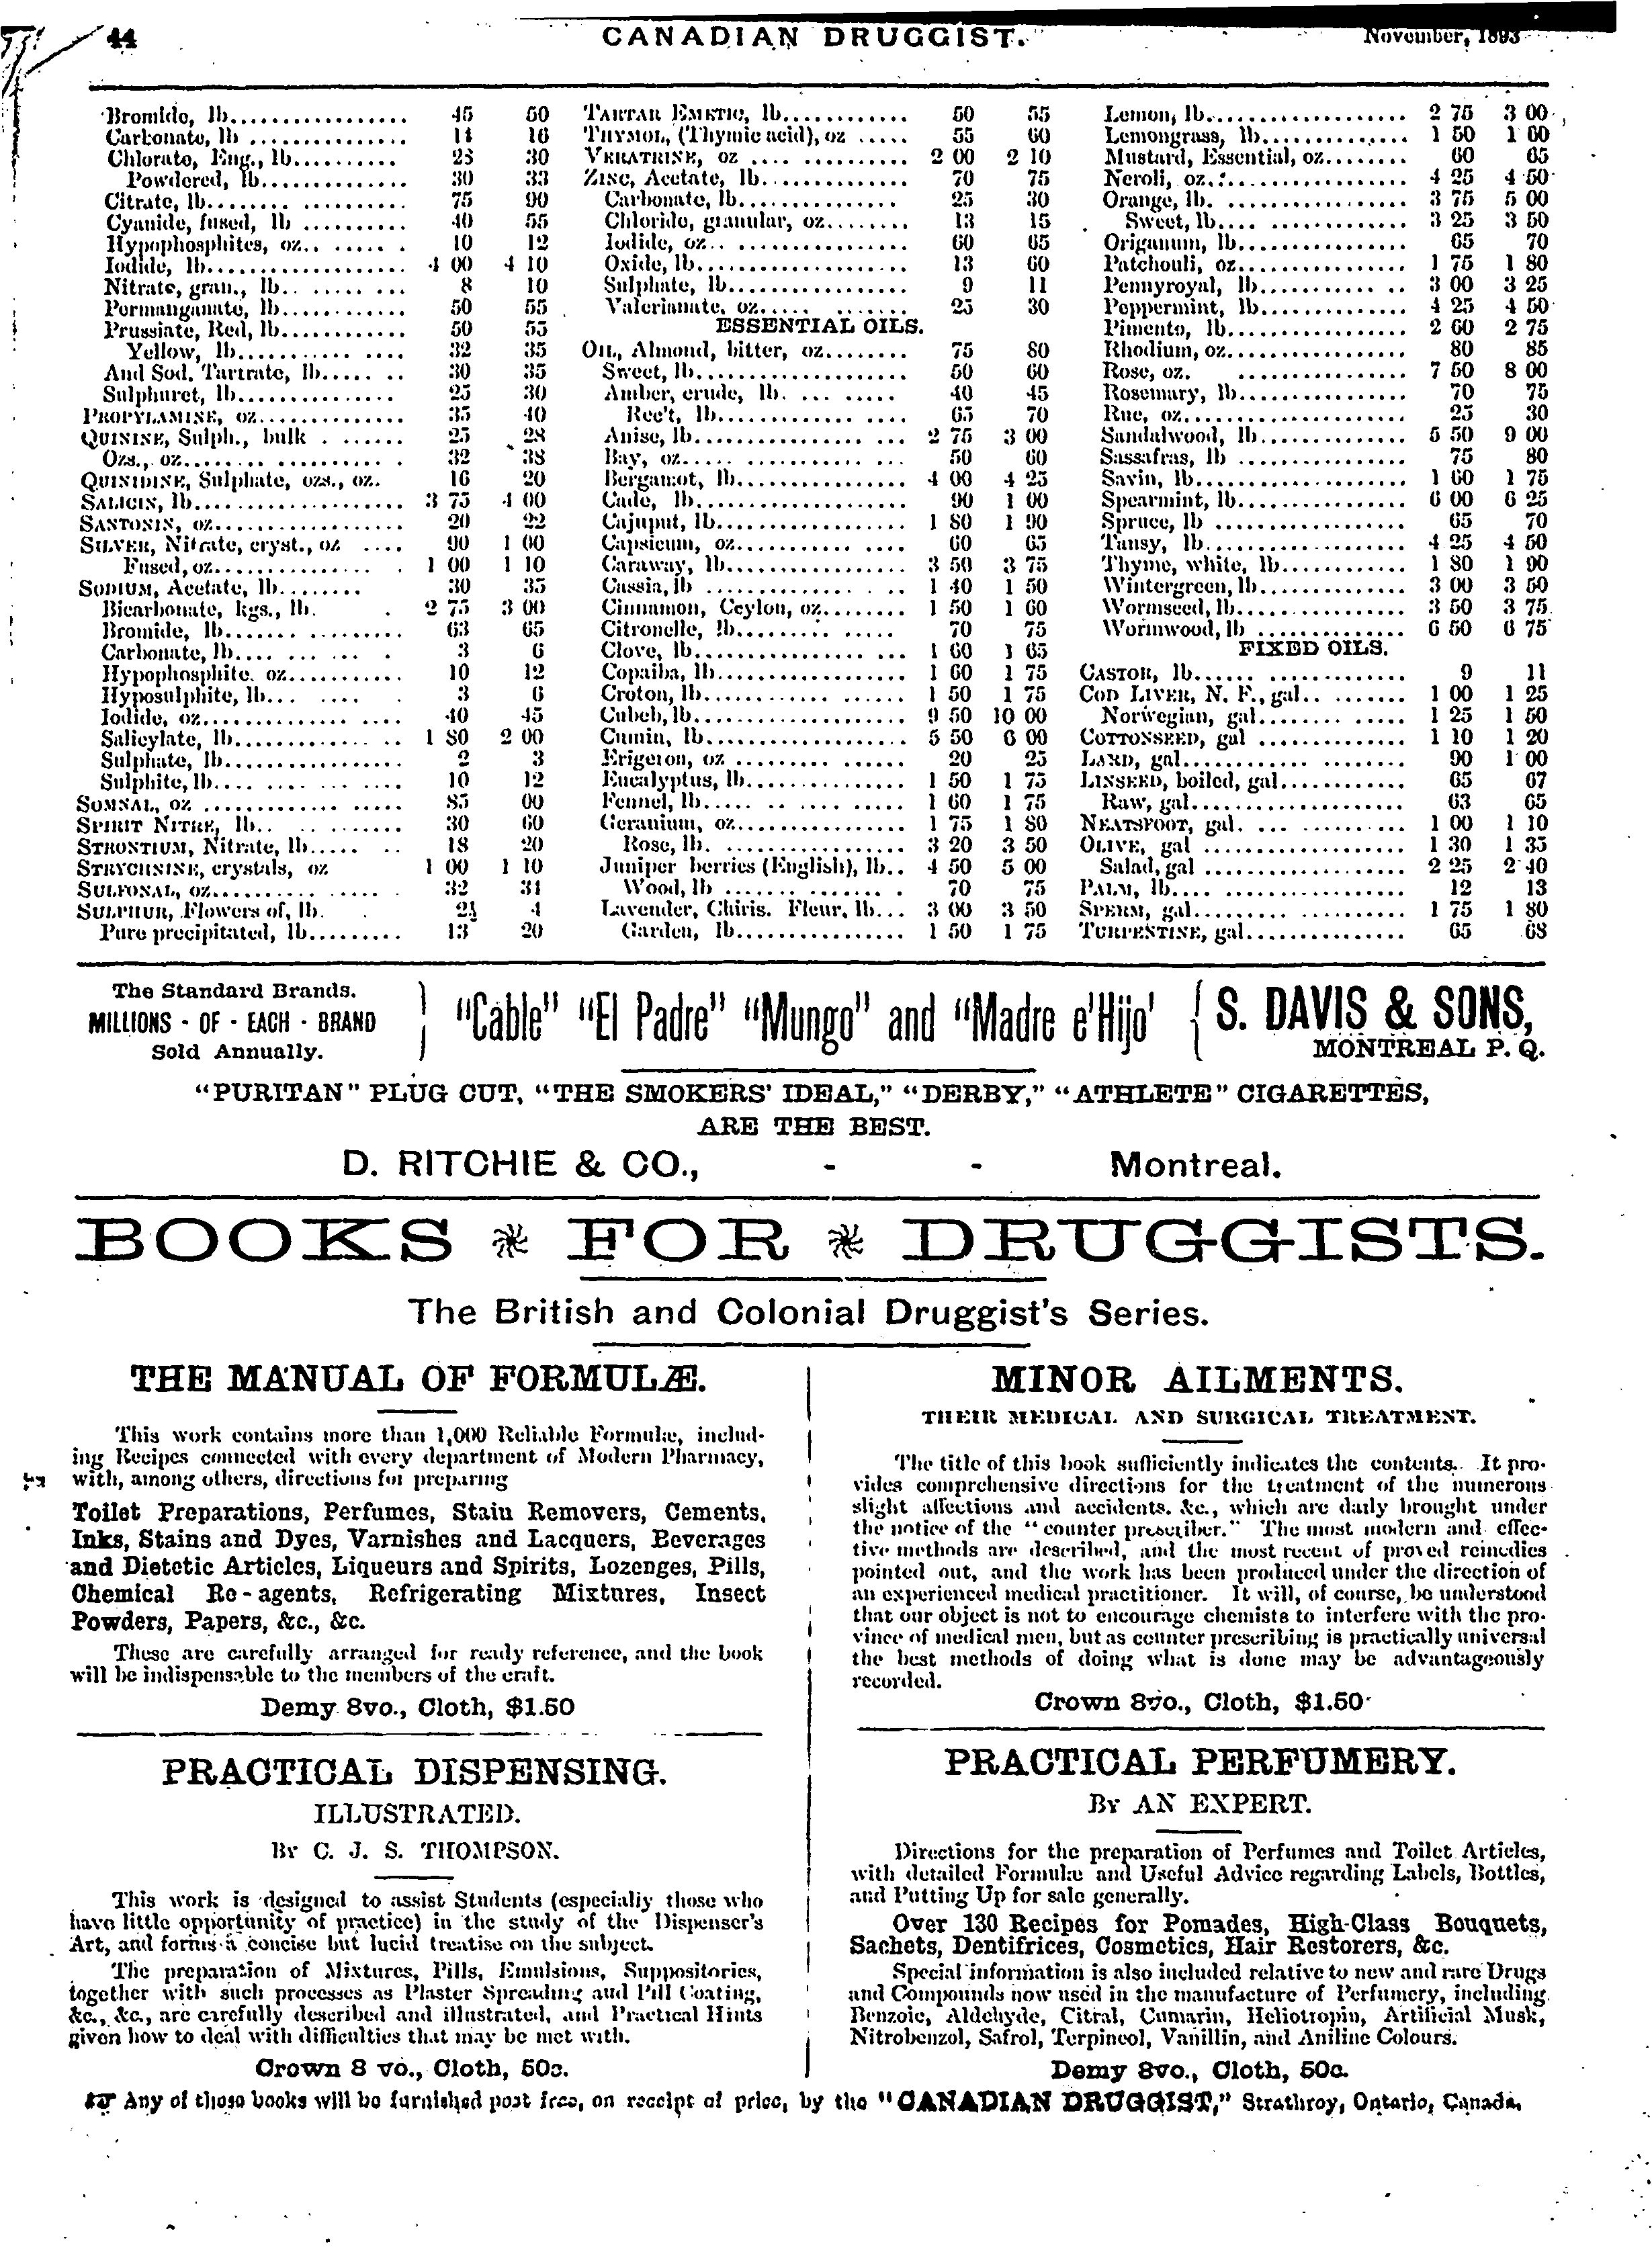 44
CANADIAN DRUGGIST.
November, 1893
Bromide, lb 45 50
Carbonate, lb 14 16
Chlorate, Eng., lb 28 30
Powdered, lb 30 33
Citrate, lb 75 90
Cyanide, fused, lb 40 55
Hypophosphites, oz 10 12
Iodide, lb 4 00 4 10
Nitrate, gran., lb 8 10
Permanganate, lb 50 55
Prussiate, Red, lb 50 55
Yellow, lb 32 35
And Sod. Tartrate, lb 30 35
Sulphuret, lb 25 30
PROPYLAMINE, oz 35 40
QUININE, Sulph., bulk 25 28
Ozs., oz 32 38
QUINIDINE, Sulphate, ozs., oz. 16 20
SALICIN, lb 3 75 4 00
SANTONIN, oz 20 22
SILVER, Nitrate, cryst., oz 90 1 00
Fused, oz 1 00 1 10
SODIUM, Acetate, lb 30 35
Bicarbonate, kgs., lb. 2 75 3 00
Bromide, lb 63 65
Carbonate, lb 3 6
Hypophosphite, oz 10 12
Hyposulphite, lb 3 6
Iodide, oz 40 45
Salicylate, lb 1 80 2 00
Sulphate, lb 2 3
Sulphite, lb 10 12
SOMNAL, oz 85 00
SPIRIT NITRE, lb 30 60
STRONTIUM, Nitrate, lb 18 20
STRYCHNINE, crystals, oz 1 00 1 10
SULFONAL, oz 32 34
SULPHUR, Flowers of, lb. 2½ 4
Pure precipitated, lb 13 20
TARTAR EMETIC, lb 50 55
THYMOL, (Thymic acid), oz 55 60
VERATRINE, oz 2 00 2 10
ZINC, Acetate, lb 70 75
Carbonate, lb 25 30
Chloride, granular, oz 13 15
Iodide, oz 60 65
Oxide, lb 13 60
Sulphate, lb 9 11
Valerianate, oz 25 30
ESSENTIAL OILS.
OIL, Almond, bitter, oz 75 80
Sweet, lb 50 60
Amber, crude, lb. 40 45
Rec't, lb 65 70
Anise, lb 2 75 3 00
Bay, oz 50 60
Bergamot, lb 4 00 4 25
Cade, lb 90 1 00
Cajuput, lb 1 80 1 90
Capsicum, oz 60 65
Caraway, lb 3 50 3 75
Cassia, lb 1 40 1 50
Cinnamon, Ceylon, oz 1 50 1 60
Citronelle, lb 70 75
Clove, lb 1 60 1 65
Copaiba, lb 1 60 1 75
Croton, lb 1 50 1 75
Cubeb, lb 9 50 10 00
Cumin, lb 5 50 6 00
Erigeron, oz 20 25
Eucalyptus, lb 1 50 1 75
Fennel, lb 1 60 1 75
Geranium, oz 1 75 1 80
Rose, lb. 3 20 3 50
Juniper berries (English), lb.. 4 50 5 00
Wood, lb 70 75
Lavender, Chiris. Fleur, lb... 3 00 3 50
Garden, lb 1 50 1 75
Lemon, lb 2 75 3 00
Lemongrass, lb 1 50 1 60
Mustard, Essential, oz 60 65
Neroli, oz 4 25 4 50
Orange, lb. 3 75 5 00
Sweet, lb 3 25 3 50
Origanum, lb 65 70
Patchouli, oz 1 75 1 80
Pennyroyal, lb 3 00 3 25
Peppermint, lb 4 25 4 50
Pimento, lb 2 60 2 75
Rhodium, oz 80 85
Rose, oz. 7 50 8 00
Rosemary, lb 70 75
Rue, oz 25 30
Sandalwood, lb 5 50 9 00
Sassafras, lb 75 80
Savin, lb 1 60 1 75
Spearmint, lb 6 00 6 25
Spruce, lb 65 70
Tansy, lb 4 25 4 50
Thyme, white, lb 1 80 1 90
Wintergreen, lb 3 00 3 50
Wormseed, lb 3 50 3 75
Wormwood, lb 6 50 6 75
FIXED OILS.
CASTOR, lb 9 11
COD LIVER, N. F., gal 1 00 1 25
Norwegian, gal 1 25 1 50
COTTONSEED, gal 1 10 1 20
LARD, gal 90 1 00
LINSEED, boiled, gal 65 67
Raw, gal 63 65
NEATSFOOT, gal. 1 00 1 10
OLIVE, gal 1 30 1 35
Salad, gal 2 25 2 40
PALM, lb 12 13
SPERM, gal 1 75 1 80
TURPENTINE, gal 65 68
The Standard Brands.
MILLIONS - OF - EACH - BRAND
Sold Annually.
"Cable" "El Padre" "Mungo" and "Madre e'Hijo'
S. DAVIS & SONS,
MONTREAL P. Q.
"PURITAN" PLUG CUT, "THE SMOKERS' IDEAL," "DERBY," "ATHLETE" CIGARETTES,
ARE THE BEST.
D. RITCHIE & CO., - - Montreal.
BOOKS FOR DRUGGISTS.
The British and Colonial Druggist's Series.
THE MANUAL OF FORMULÆ.
This work contains more than 1,000 Reliable Formulæ, includ-
ing Recipes connected with every department of Modern Pharmacy,
with, among others, directions for preparing
Toilet Preparations, Perfumes, Stain Removers, Cements,
Inks, Stains and Dyes, Varnishes and Lacquers, Beverages
and Dietetic Articles, Liqueurs and Spirits, Lozenges, Pills,
Chemical Re-agents, Refrigerating Mixtures, Insect
Powders, Papers, &c., &c.
These are carefully arranged for ready reference, and the book
will be indispensable to the members of the craft.
Demy 8vo., Cloth, $1.50
PRACTICAL DISPENSING.
ILLUSTRATED.
BY C. J. S. THOMPSON.
This work is designed to assist Students (especially those who
have little opportunity of practice) in the study of the Dispenser's
Art, and forms a concise but lucid treatise on the subject.
The preparation of Mixtures, Pills, Emulsions, Suppositories,
together with such processes as Plaster Spreading and Pill Coating,
&c., &c., are carefully described and illustrated, and Practical Hints
given how to deal with difficulties that may be met with.
Crown 8 vo., Cloth, 50c.
MINOR AILMENTS.
THEIR MEDICAL AND SURGICAL TREATMENT.
The title of this book sufficiently indicates the contents. It pro-
vides comprehensive directions for the treatment of the numerous
slight affections and accidents. &c., which are daily brought under
the notice of the "counter prescriber." The most modern and effec-
tive methods are described, and the most recent of proved remedies
pointed out, and the work has been produced under the direction of
an experienced medical practitioner. It will, of course, be understood
that our object is not to encourage chemists to interfere with the pro-
vince of medical men, but as counter prescribing is practically universal
the best methods of doing what is done may be advantageously
recorded.
Crown 8vo., Cloth, $1.50
PRACTICAL PERFUMERY.
BY AN EXPERT.
Directions for the preparation of Perfumes and Toilet Articles,
with detailed Formulæ and Useful Advice regarding Labels, Bottles,
and Putting Up for sale generally.
Over 130 Recipes for Pomades, High-Class Bouquets,
Sachets, Dentifrices, Cosmetics, Hair Restorers, &c.
Special information is also included relative to new and rare Drugs
and Compounds now used in the manufacture of Perfumery, including
Benzoic, Aldehyde, Citral, Cumarin, Heliotropin, Artificial Musk,
Nitrobenzol, Safrol, Terpineol, Vanillin, and Aniline Colours.
Demy 8vo., Cloth, 50c.
Any of these books will be furnished post free, on receipt of price, by the "CANADIAN DRUGGIST," Strathroy, Ontario, Canada.